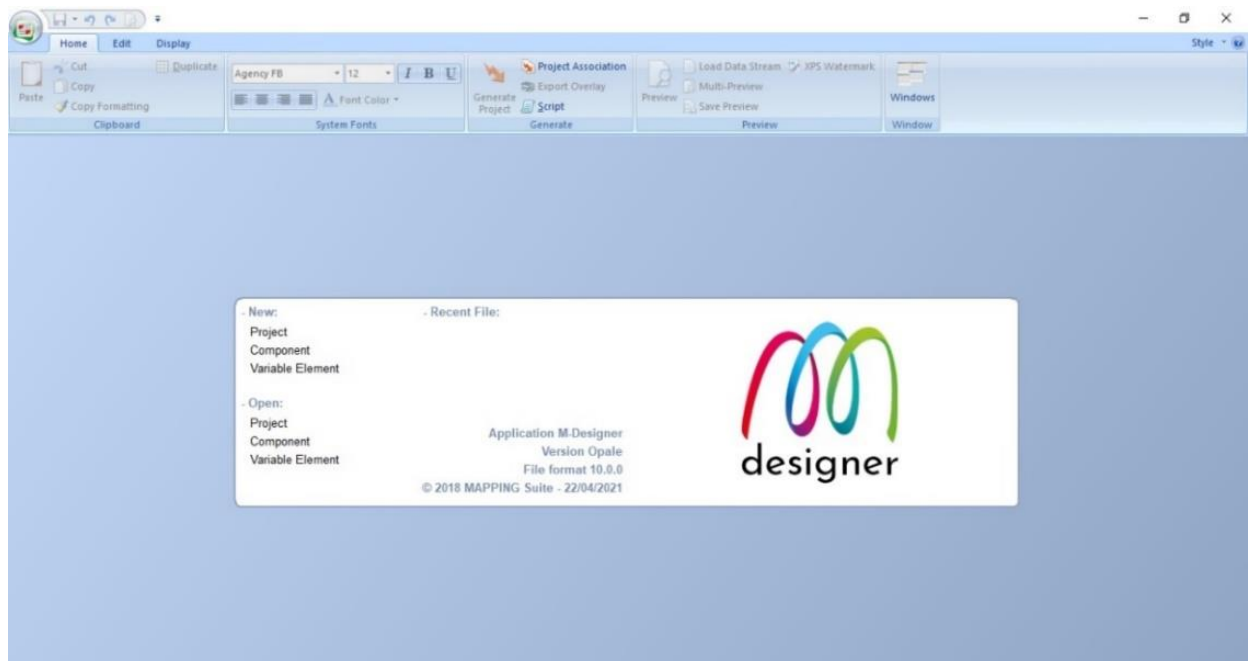 Home Edit Display Style
Cut Duplicate
Paste Copy
Copy Formatting
Clipboard
Agency FB 12 I B U
A Font Color
System Fonts
Generate Project
Project Association
Export Overlay
Script
Generate
Preview
Load Data Stream XPS Watermark
Multi-Preview
Save Preview
Preview
Windows
Window
- New:
Project
Component
Variable Element
- Open:
Project
Component
Variable Element
- Recent File:
Application M-Designer
Version Opale
File format 10.0.0
© 2018 MAPPING Suite - 22/04/2021
designer